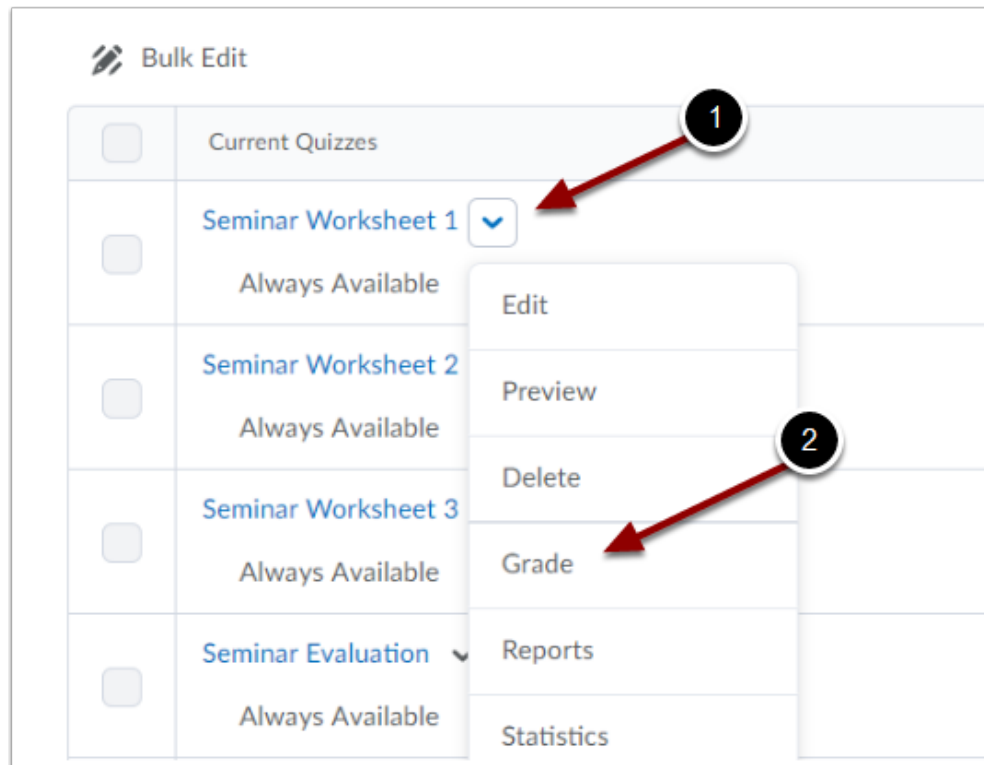 Bulk Edit
Current Quizzes
1
Seminar Worksheet 1
Always Available
Edit
Seminar Worksheet 2
Preview
Always Available
2
Delete
Seminar Worksheet 3
Grade
Always Available
Seminar Evaluation
Reports
Always Available
Statistics